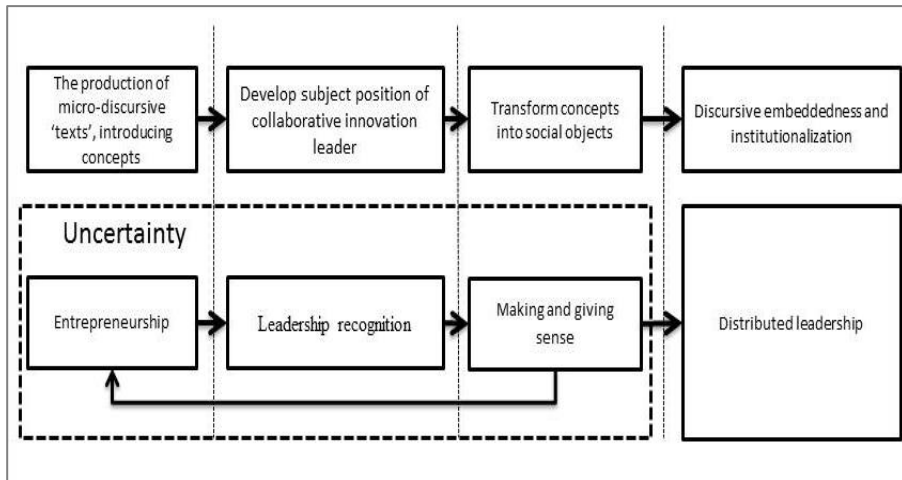 The production of
micro-discursive
‘texts’, introducing
concepts
Develop subject position of
collaborative innovation
leader
Transform concepts
into social objects
Discursive embeddedness and
institutionalization
Uncertainty
Entrepreneurship
Leadership recognition
Making and giving
sense
Distributed leadership